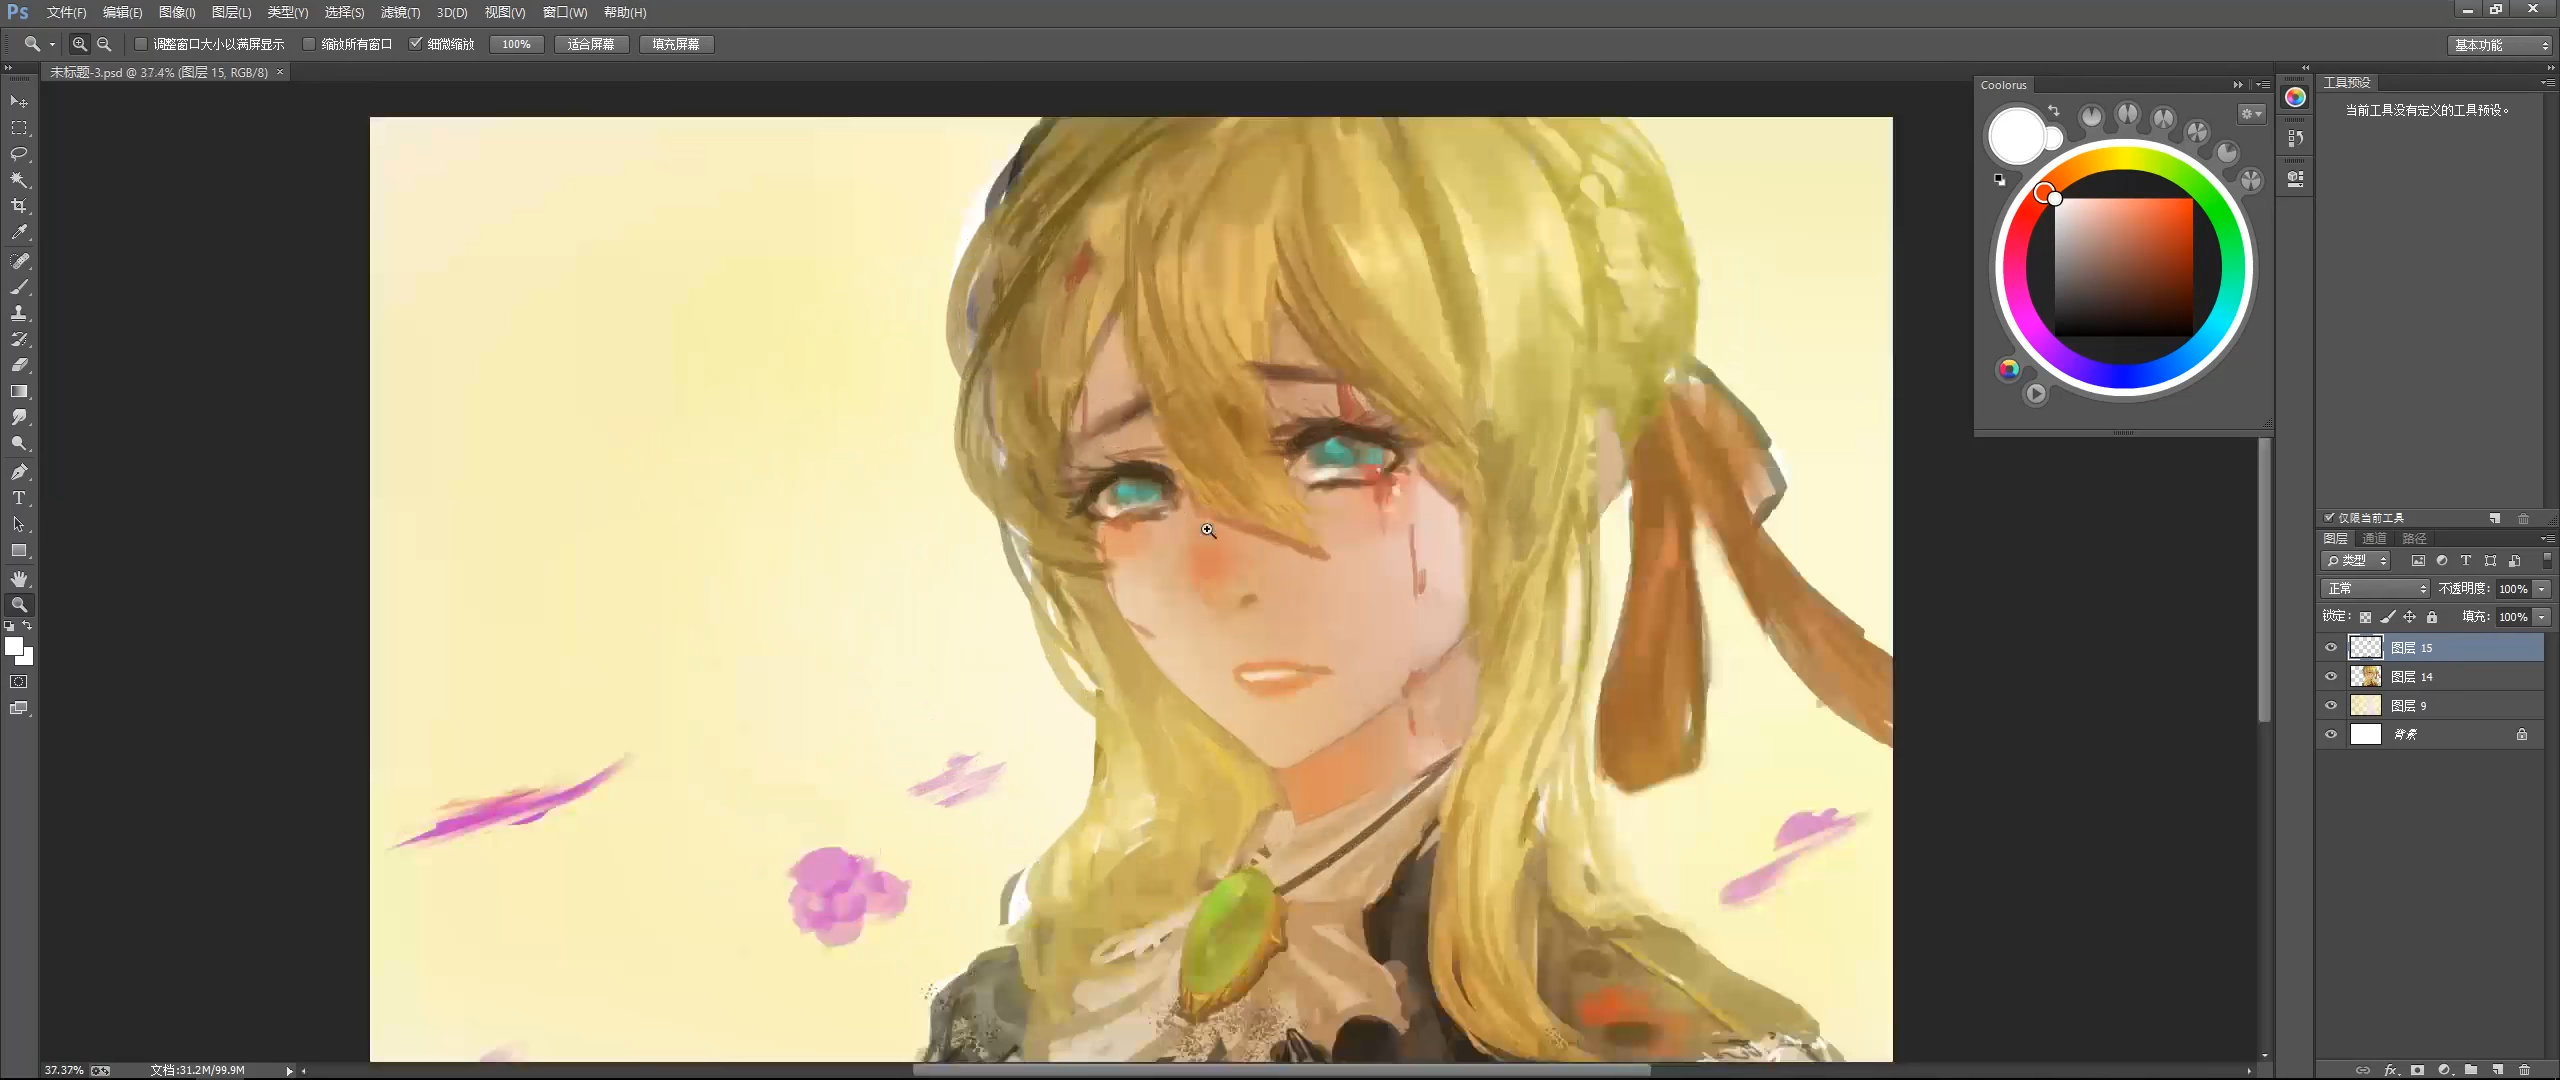 Ps 文件(F) 编辑(E) 图像(I) 图层(L) 类型(Y) 选择(S) 滤镜(T) 3D(D) 视图(V) 窗口(W) 帮助(H)
调整窗口大小以满屏显示 缩放所有窗口 细微缩放 100% 适合屏幕 填充屏幕 基本功能
未标题-3.psd @ 37.4% (图层 15, RGB/8) ×
Coolorus
工具预设
当前工具没有定义的工具预设。
仅限当前工具
图层 通道 路径
类型
正常 不透明度: 100%
锁定: 填充: 100%
图层 15
图层 14
图层 9
背景
37.37% 文档:31.2M/99.9M